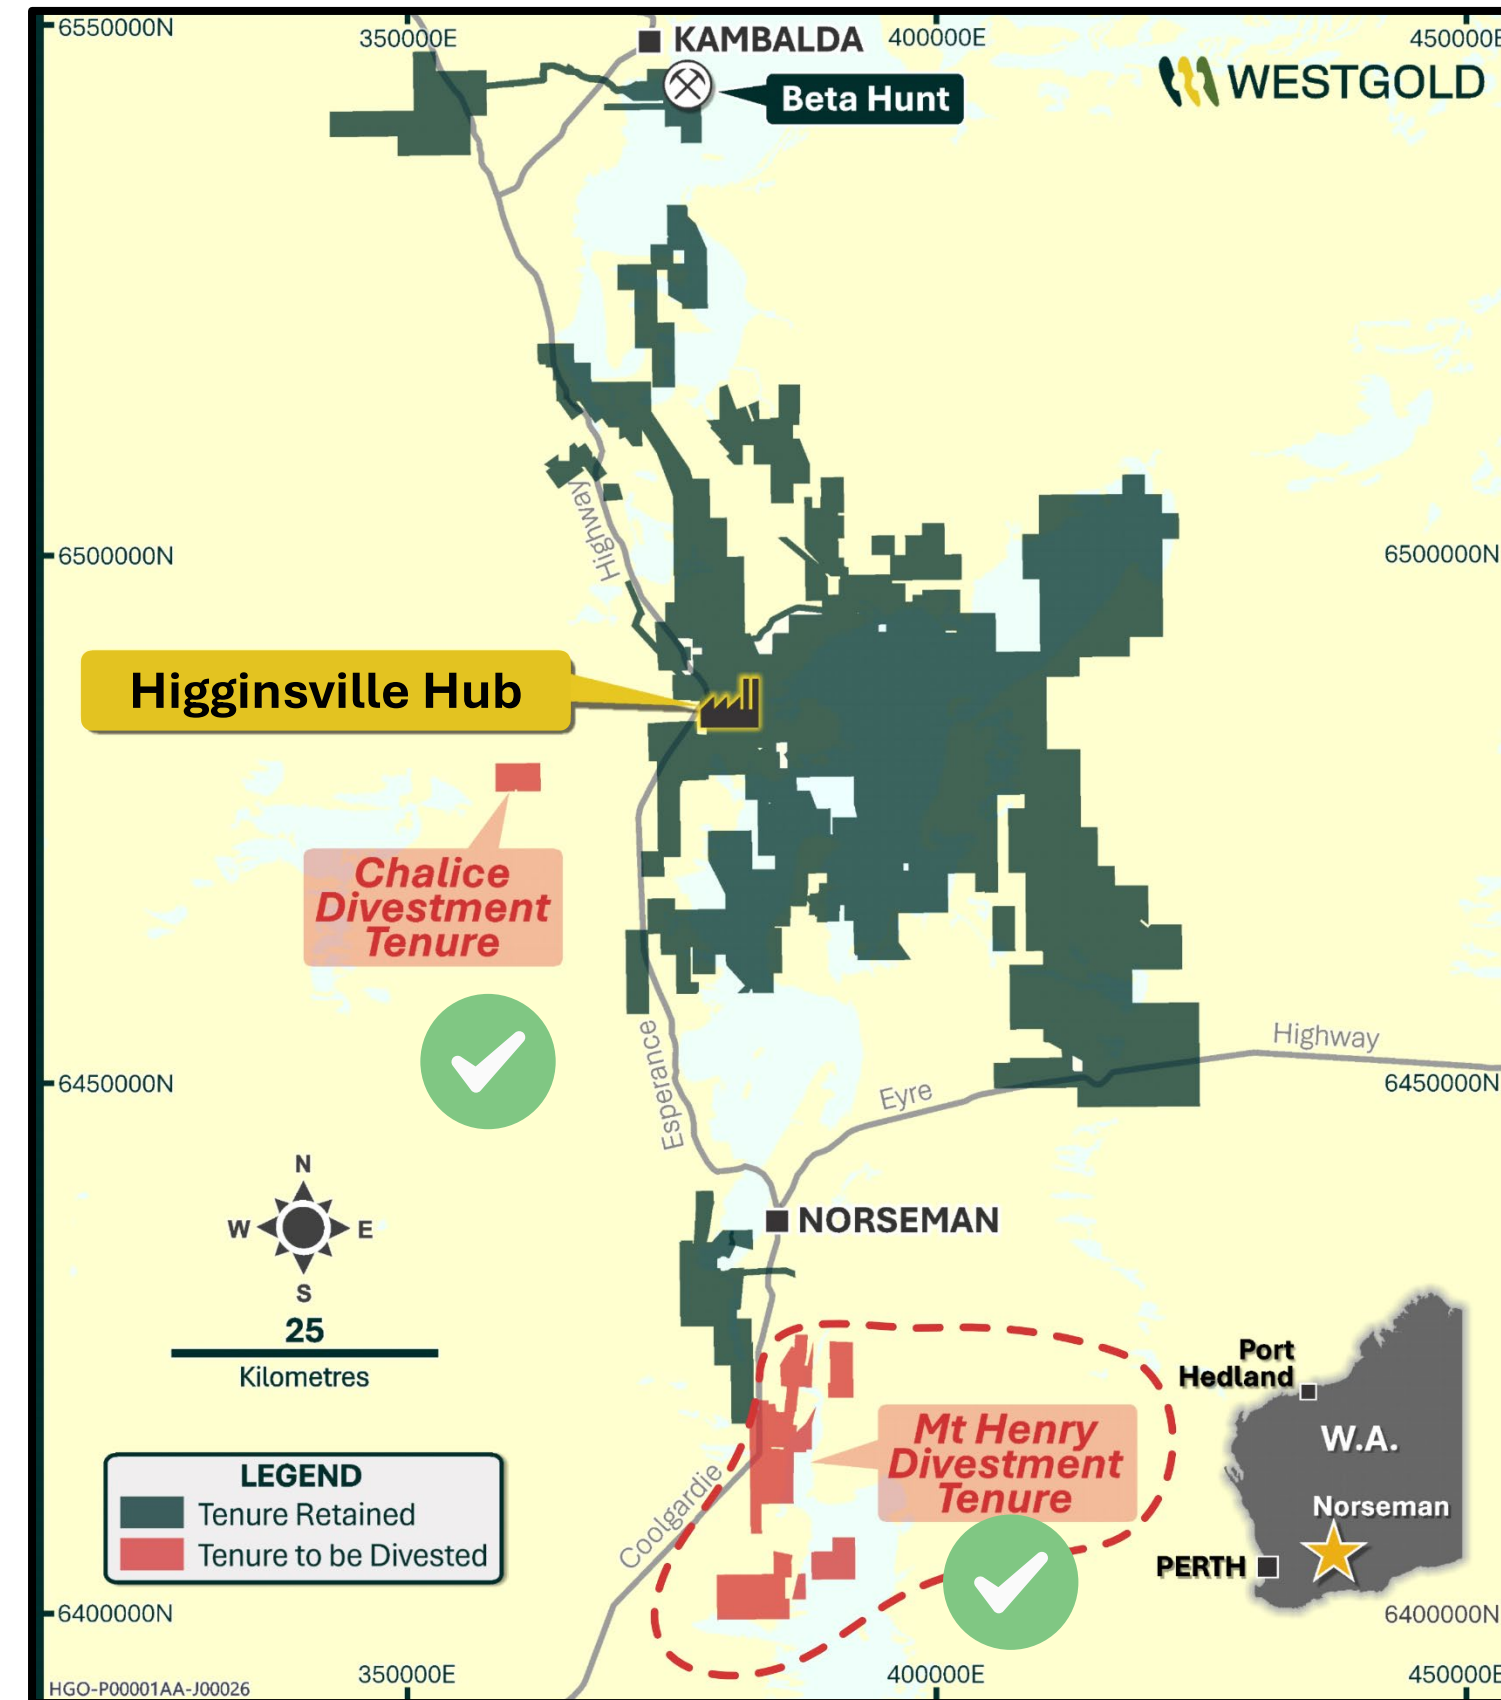 6550000N
350000E
KAMBALDA
400000E
450000E
WESTGOLD
Beta Hunt
Highway
6500000N
6500000N
Higginsville Hub
Chalice
Divestment
Tenure
Esperance
Highway
Eyre
6450000N
6450000N
N
W
E
S
NORSEMAN
25
Kilometres
Port
Hedland
W.A.
Norseman
PERTH
Mt Henry
Divestment
Tenure
Coolgardie
LEGEND
Tenure Retained
Tenure to be Divested
6400000N
6400000N
350000E
400000E
450000E
HGO-P00001AA-J00026